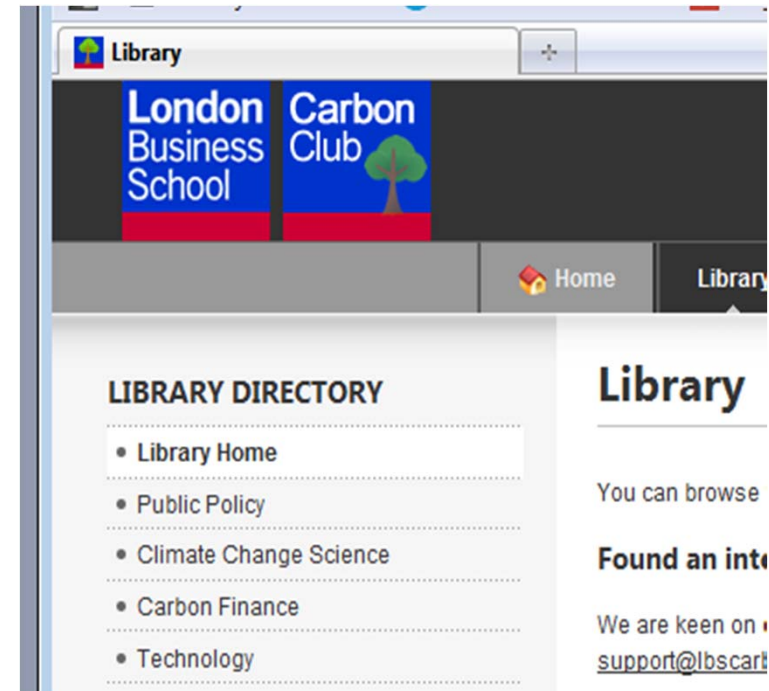 Library
London
Business
School
Carbon
Club
Home
Library
LIBRARY DIRECTORY
Library Home
Public Policy
Climate Change Science
Carbon Finance
Technology
Library
You can browse
Found an inte
We are keen on
support@lbscarb